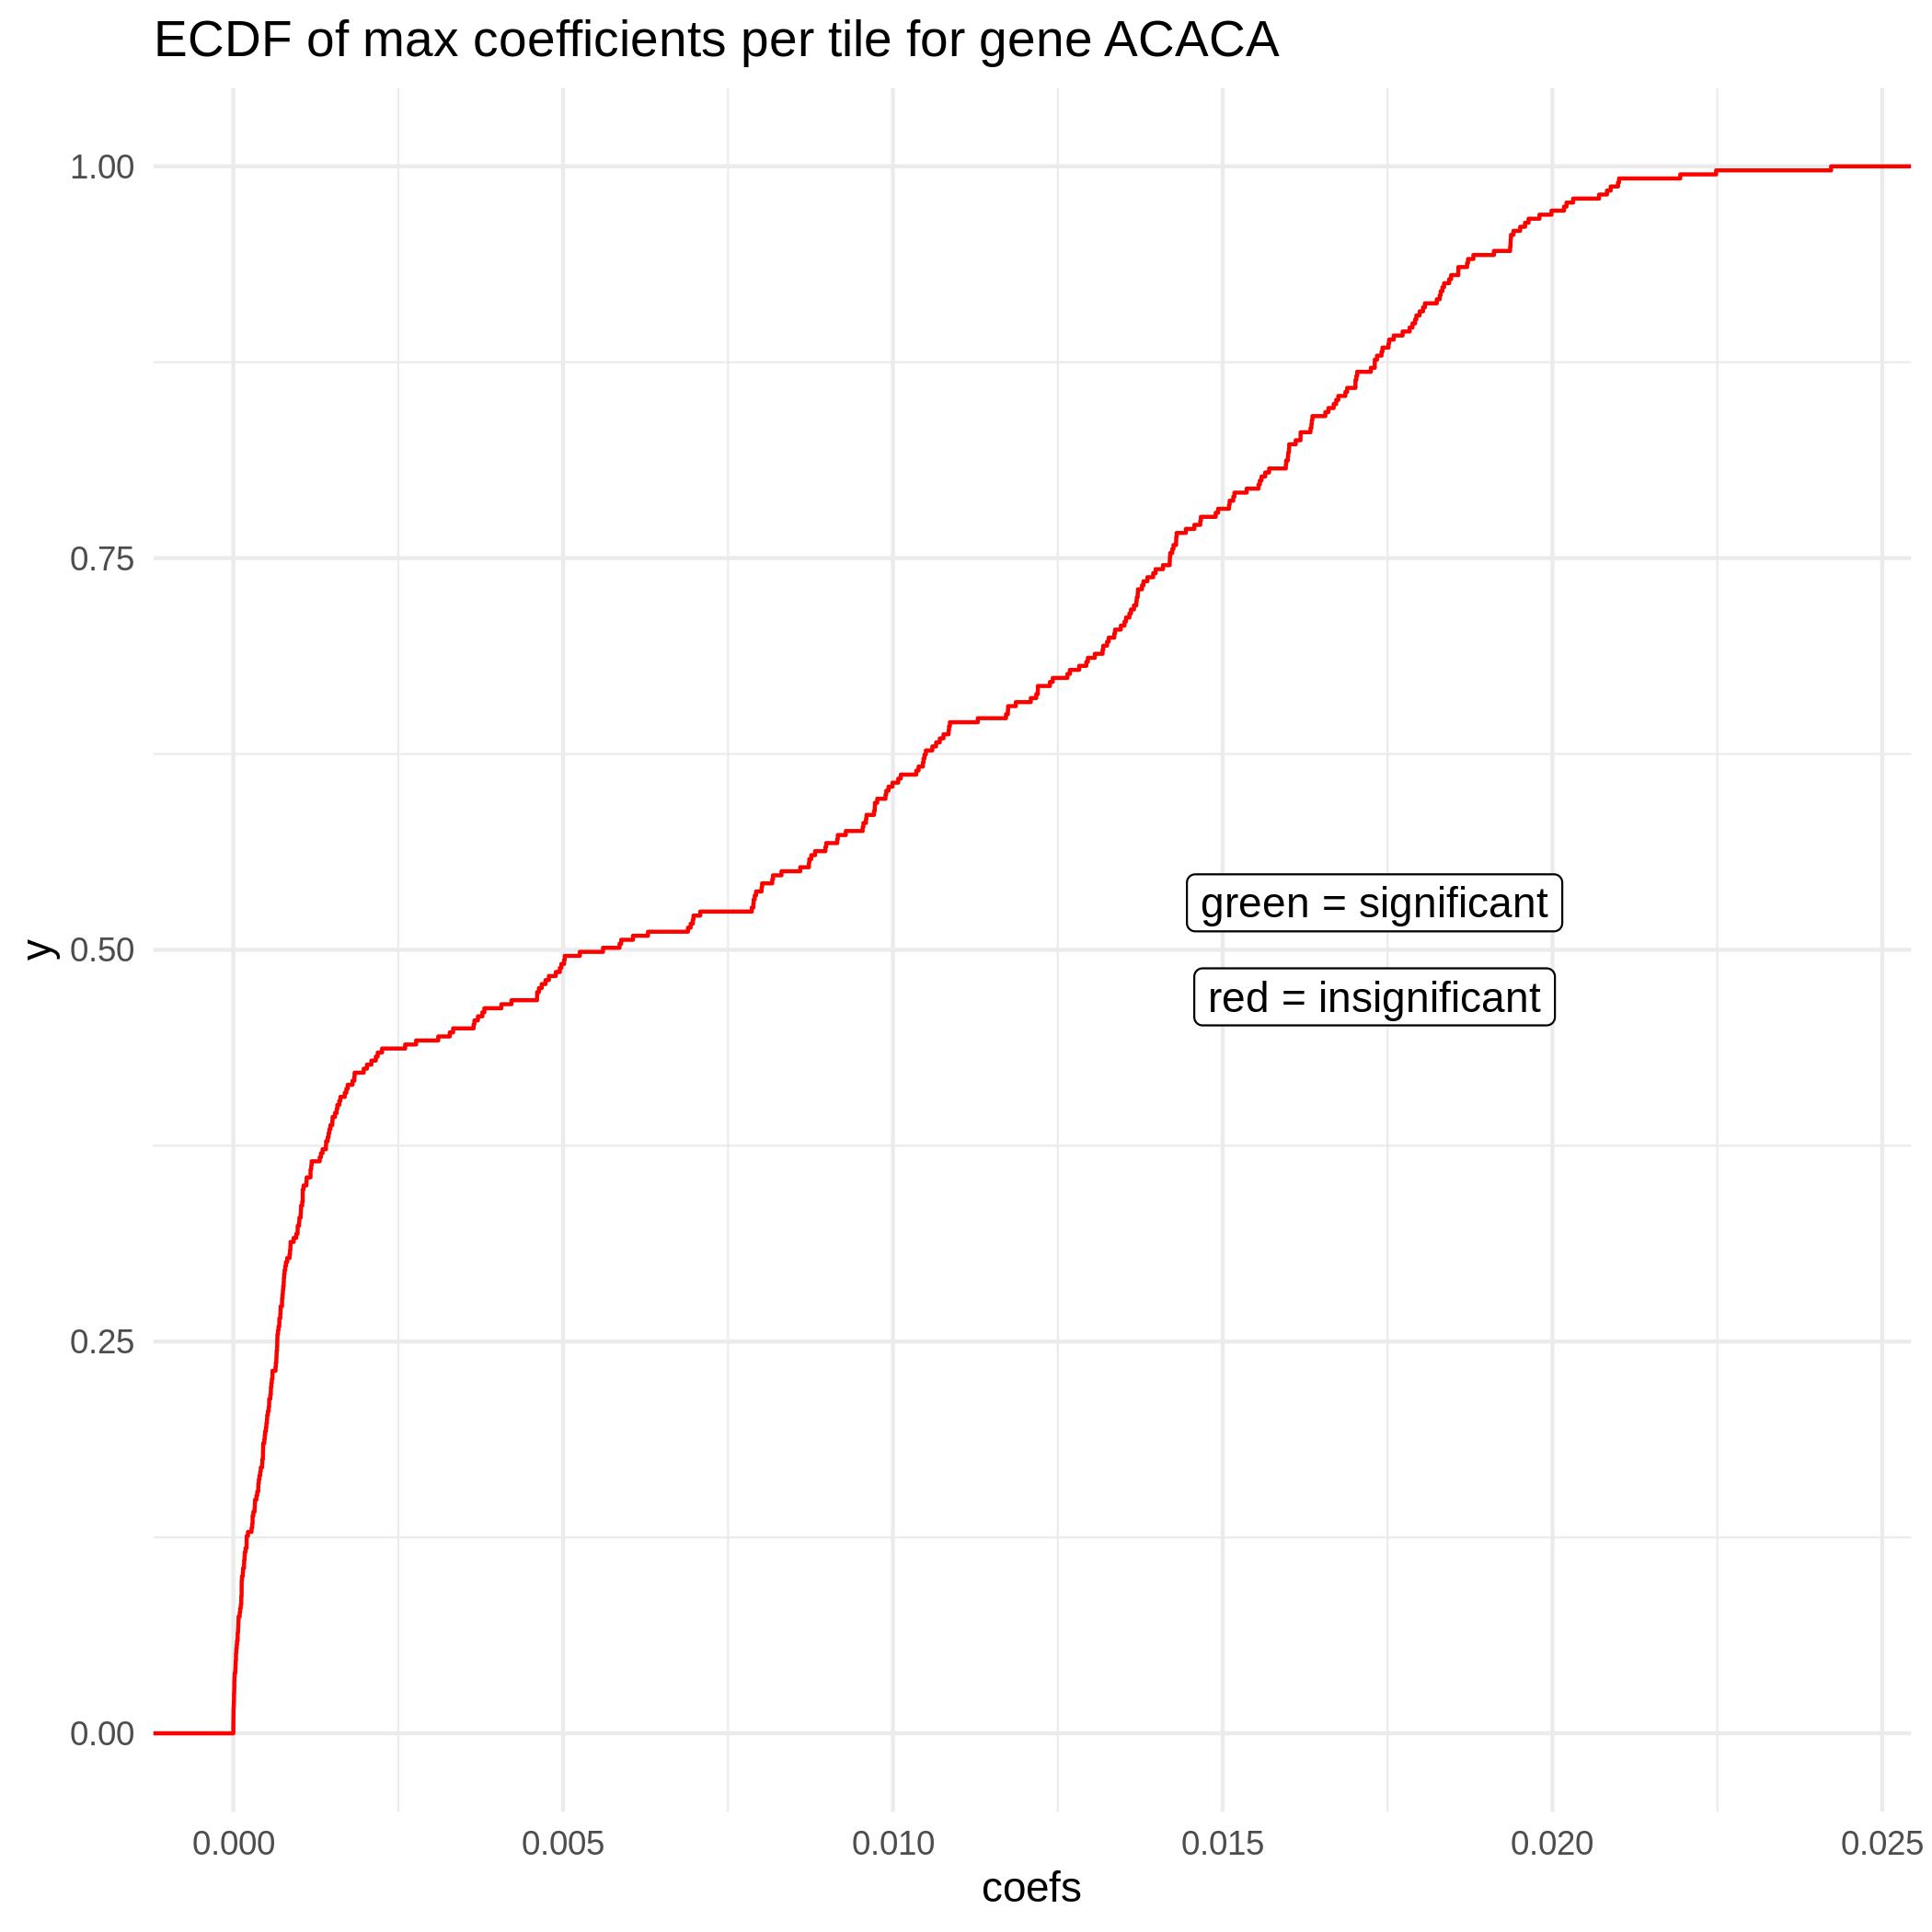 ECDF of max coefficients per tile for gene ACACA
1.00
0.75
0.50
0.25
0.00
y
green = significant
red = insignificant
0.000 0.005 0.010 0.015 0.020 0.025
coefs